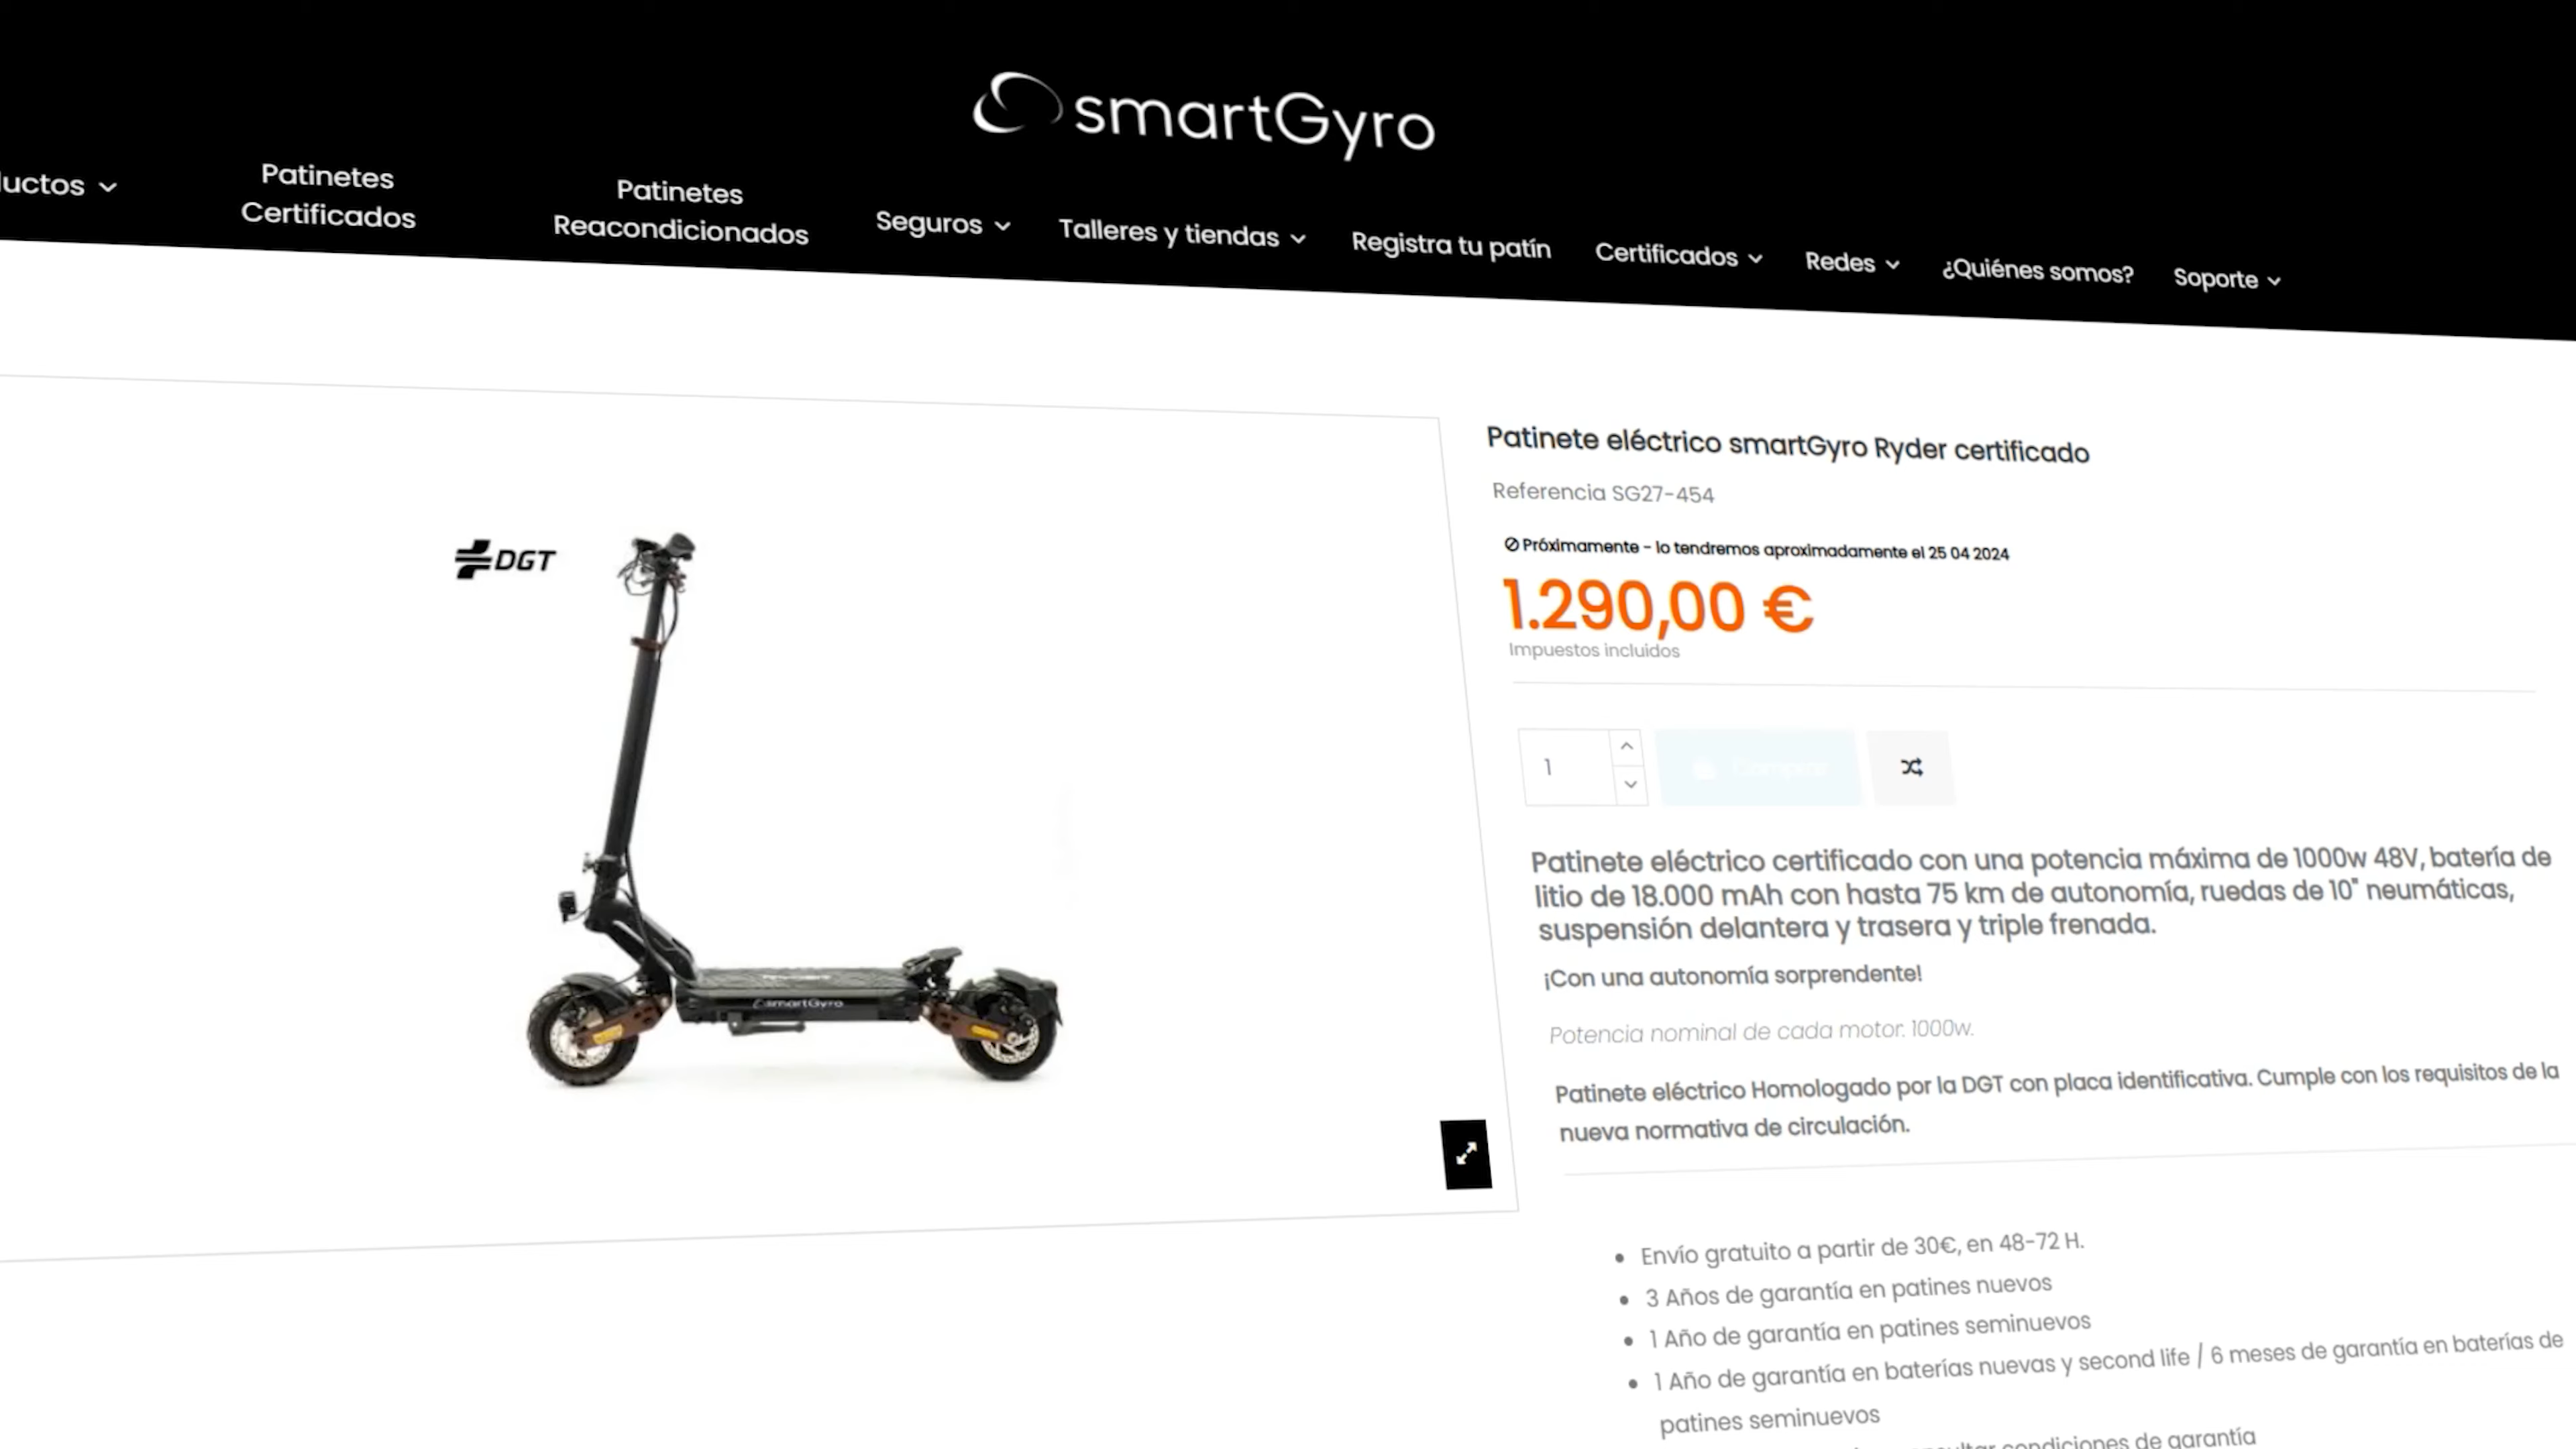 smartGyro
uctos
Patinetes
Certificados
Patinetes
Reacondicionados
Seguros
Talleres y tiendas
Registra tu patín
Certificados
Redes
¿Quiénes somos?
Soporte
DGT
smartGyro
Patinete eléctrico smartGyro Ryder certificado
Referencia SG27-454
Próximamente - lo tendremos aproximadamente el 25 04 2024
1.290,00 €
Impuestos incluidos
1
Patinete eléctrico certificado con una potencia máxima de 1000w 48V, batería de
litio de 18.000 mAh con hasta 75 km de autonomía, ruedas de 10" neumáticas,
suspensión delantera y trasera y triple frenada.
¡Con una autonomía sorprendente!
Potencia nominal de cada motor: 1000w.
Patinete eléctrico Homologado por la DGT con placa identificativa. Cumple con los requisitos de la
nueva normativa de circulación.
• Envío gratuito a partir de 30€, en 48-72 H.
• 3 Años de garantía en patines nuevos
• 1 Año de garantía en patines seminuevos
• 1 Año de garantía en baterías nuevas y second life / 6 meses de garantía en baterías de
patines seminuevos
condiciones de garantía